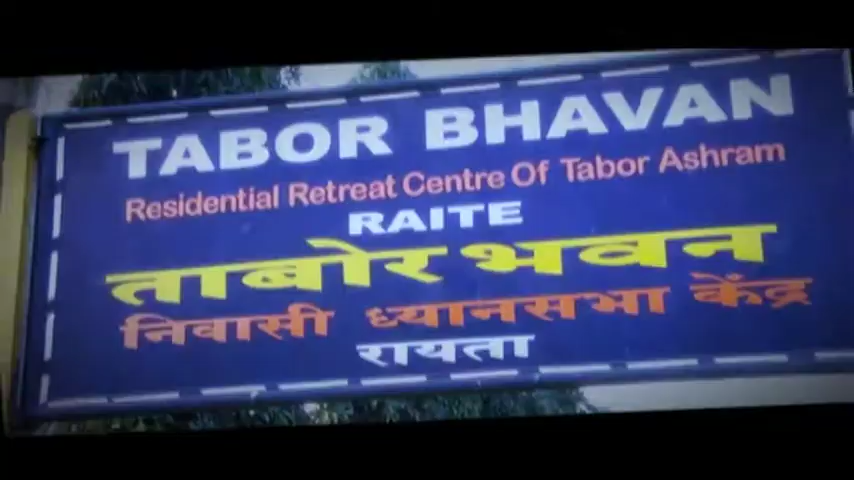 TABOR BHAVAN
Residential Retreat Centre Of Tabor Ashram
RAITE
ताबोर भवन
निवासी ध्यानसभा केंद्र
रायता